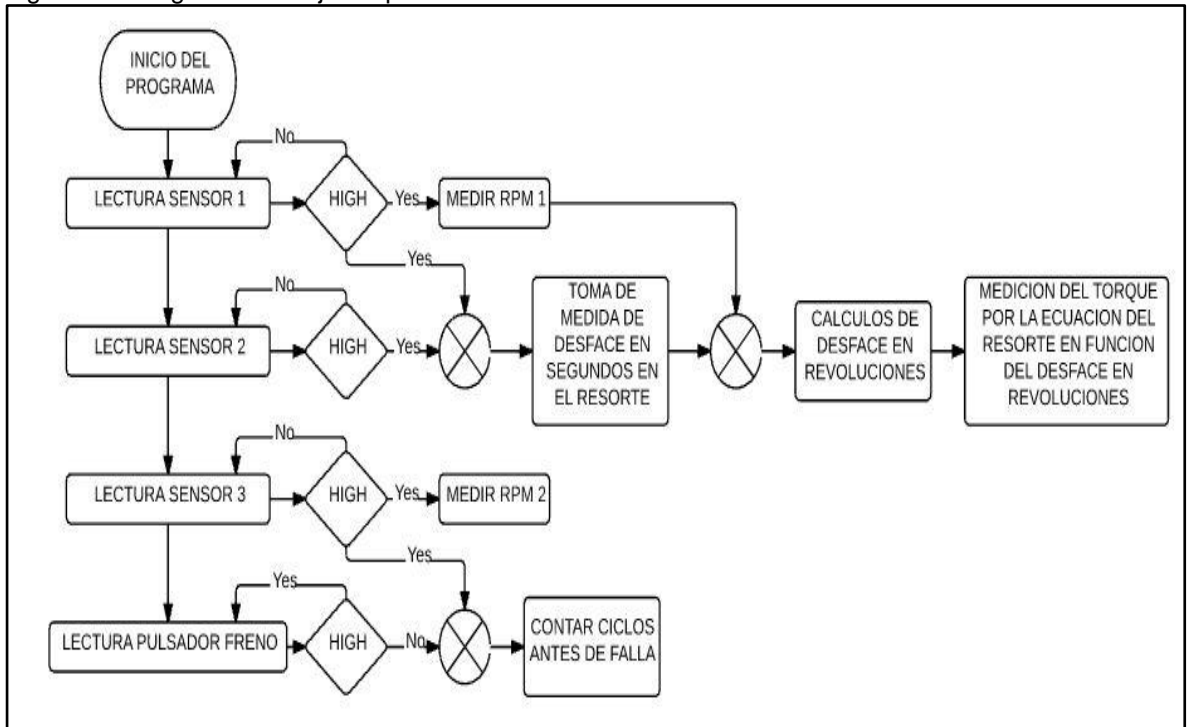 INICIO DEL
PROGRAMA
No
LECTURA SENSOR 1
HIGH
Yes
MEDIR RPM 1
Yes
No
LECTURA SENSOR 2
HIGH
Yes
TOMA DE
MEDIDA DE
DESFACE EN
SEGUNDOS EN
EL RESORTE
CALCULOS DE
DESFACE EN
REVOLUCIONES
MEDICION DEL TORQUE
POR LA ECUACION DEL
RESORTE EN FUNCION
DEL DESFACE EN
REVOLUCIONES
No
LECTURA SENSOR 3
HIGH
Yes
MEDIR RPM 2
Yes
Yes
LECTURA PULSADOR FRENO
HIGH
No
CONTAR CICLOS
ANTES DE FALLA